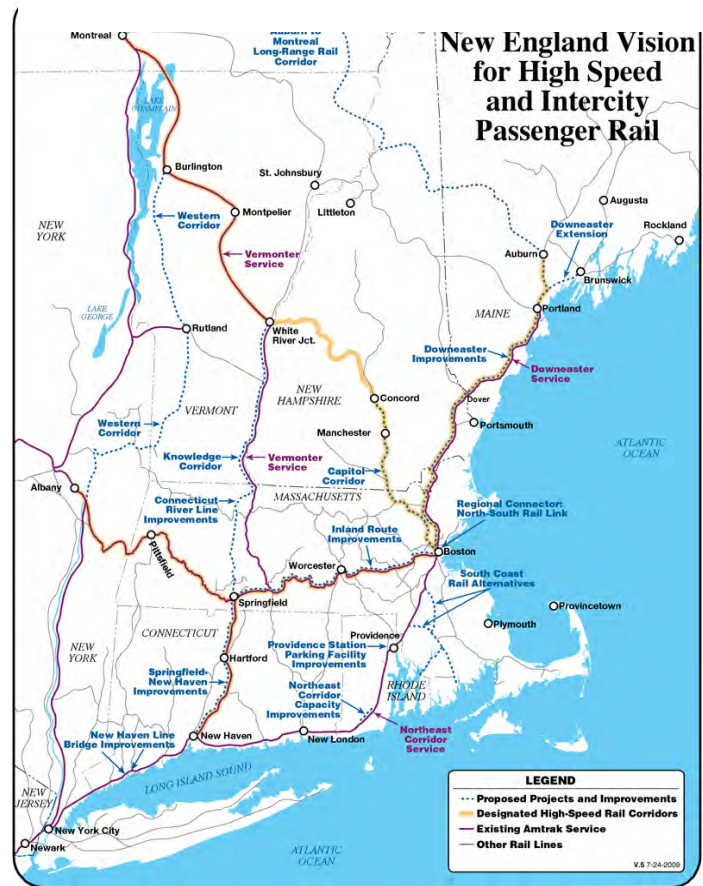 Montreal
Auburn to
Montreal
Long-Range Rail
Corridor
New England Vision
for High Speed
and Intercity
Passenger Rail
LAKE
CHAMPLAIN
Burlington
St. Johnsbury
Augusta
Montpelier
Littleton
Western
Corridor
Downeaster
Extension
Rockland
NEW
YORK
Vermonter
Service
Auburn
Brunswick
LAKE
GEORGE
MAINE
Portland
Rutland
White
River Jct.
Downeaster
Improvements
Downeaster
Service
NEW
HAMPSHIRE
Concord
Dover
VERMONT
Western
Corridor
Manchester
Portsmouth
ATLANTIC
OCEAN
Knowledge
Corridor
Vermonter
Service
Capitol
Corridor
Albany
Connecticut
River Line
Improvements
MASSACHUSETTS
Regional Connector:
North-South Rail Link
Inland Route
Improvements
Boston
Pittsfield
Worcester
South Coast
Rail Alternatives
Springfield
Provincetown
Plymouth
CONNECTICUT
Providence
NEW
YORK
Hartford
Providence Station
Parking Facility
Improvements
Springfield-
New Haven
Improvements
RHODE
ISLAND
Northeast
Corridor
Capacity
Improvements
New Haven Line
Bridge Improvements
New Haven
New London
Northeast
Corridor
Service
LONG ISLAND SOUND
NEW
JERSEY
New York City
Newark
ATLANTIC
OCEAN
LEGEND
Proposed Projects and Improvements
Designated High-Speed Rail Corridors
Existing Amtrak Service
Other Rail Lines
V.5 7-24-2009